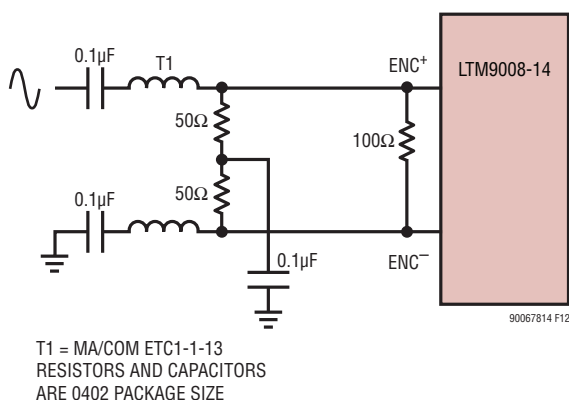 0.1µF
T1
ENC+
LTM9008-14
50Ω
100Ω
50Ω
0.1µF
0.1µF
ENC−
90067814 F12
T1 = MA/COM ETC1-1-13
RESISTORS AND CAPACITORS
ARE 0402 PACKAGE SIZE